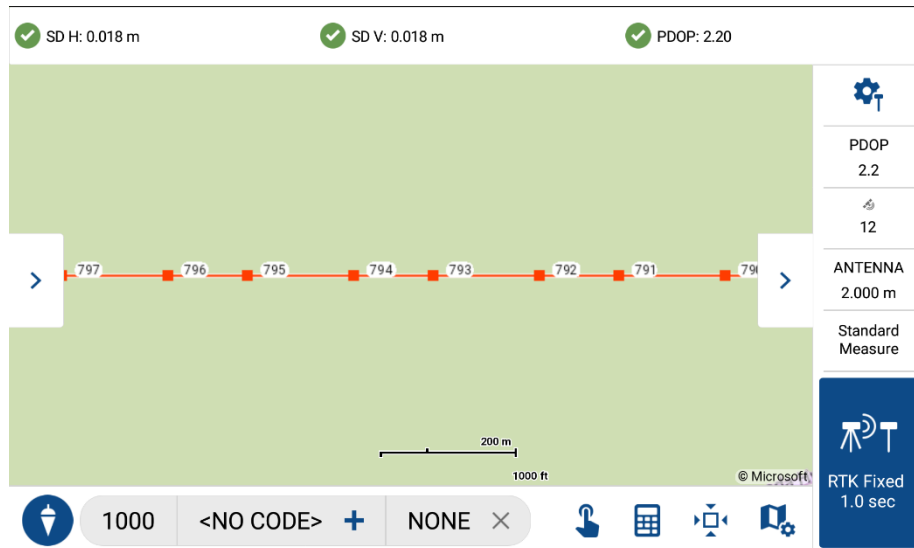 SD H: 0.018 m
SD V: 0.018 m
PDOP: 2.20
PDOP
2.2
12
ANTENNA
2.000 m
Standard
Measure
RTK Fixed
1.0 sec
797
796
795
794
793
792
791
200 m
1000 ft
© Microsoft
1000
<NO CODE>
NONE